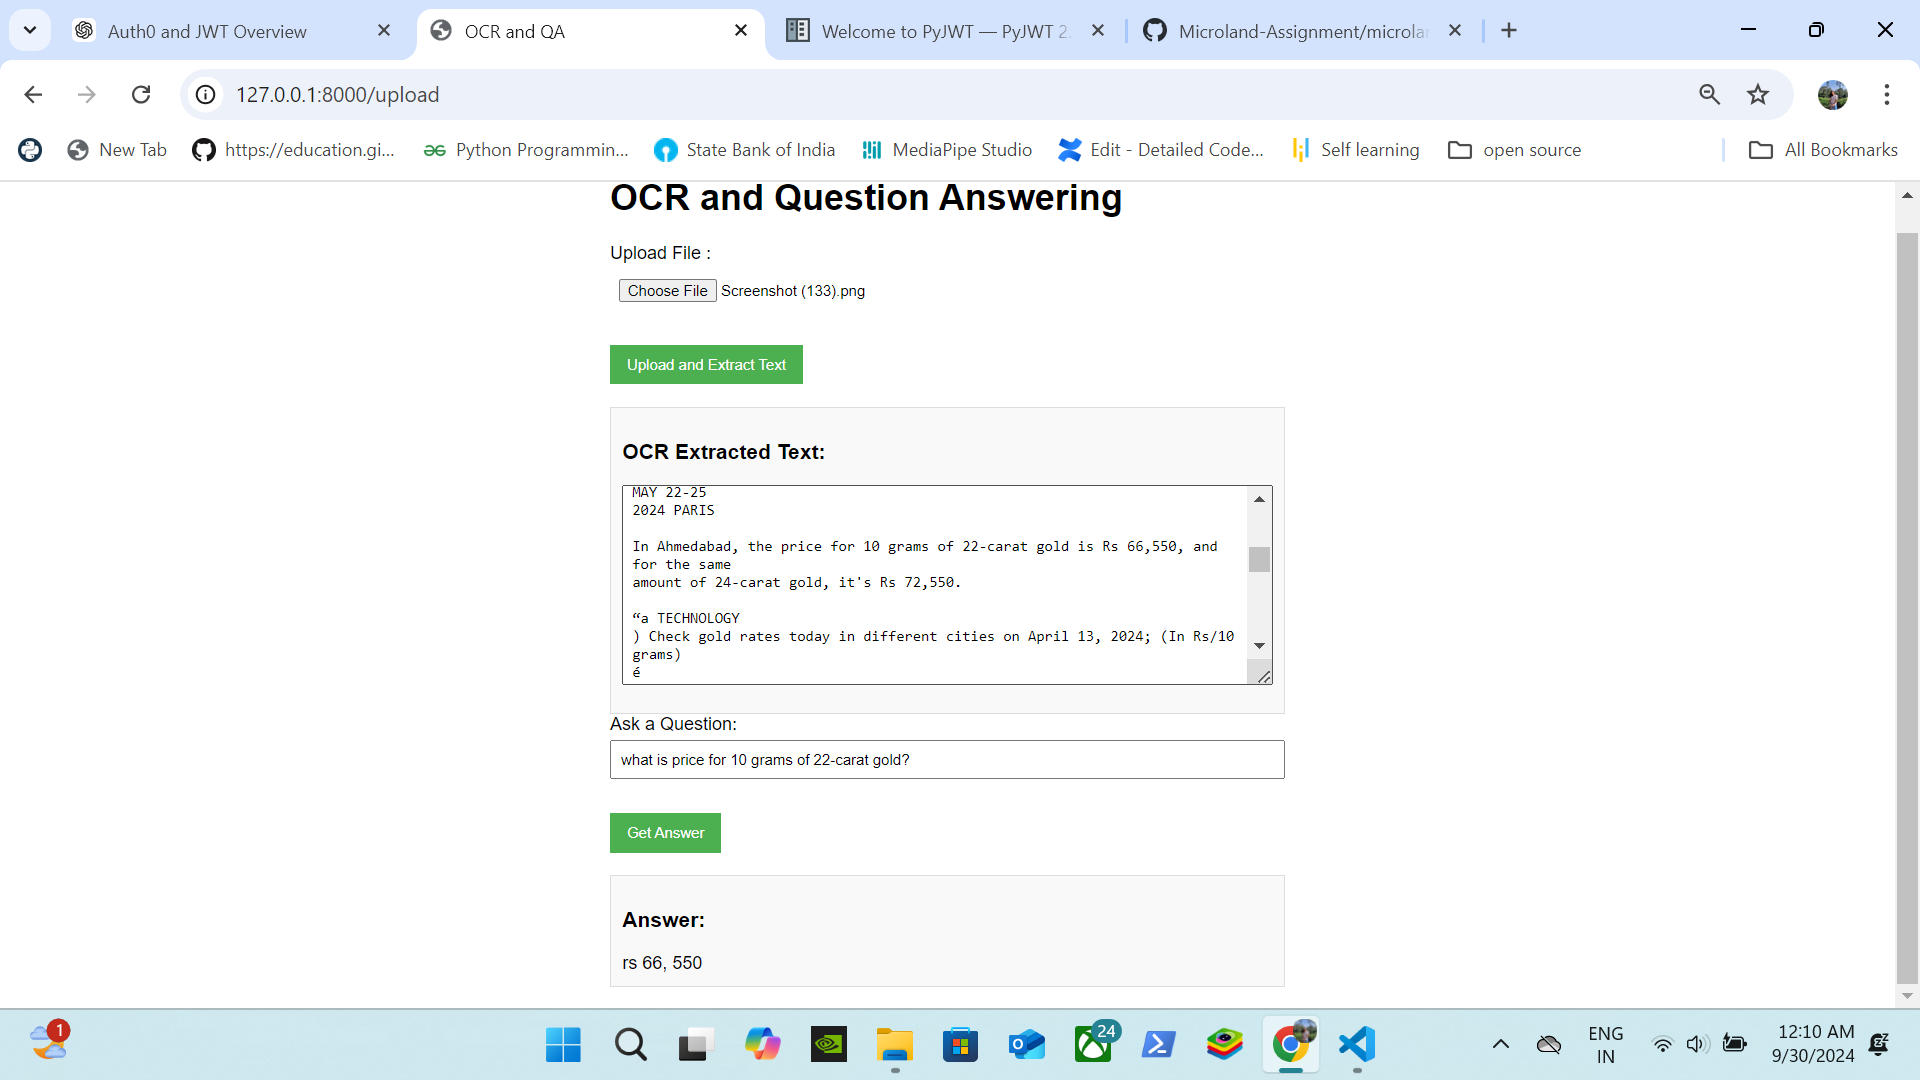 Auth0 and JWT Overview
OCR and QA
Welcome to PyJWT — PyJWT 2.
Microland-Assignment/microlan
127.0.0.1:8000/upload
New Tab
https://education.gi...
Python Programmin...
State Bank of India
MediaPipe Studio
Edit - Detailed Code...
Self learning
open source
All Bookmarks
OCR and Question Answering
Upload File :
Choose File Screenshot (133).png
Upload and Extract Text
OCR Extracted Text:
MAY 22-25
2024 PARIS
In Ahmedabad, the price for 10 grams of 22-carat gold is Rs 66,550, and
for the same
amount of 24-carat gold, it's Rs 72,550.
“a TECHNOLOGY
) Check gold rates today in different cities on April 13, 2024; (In Rs/10
grams)
é
Ask a Question:
what is price for 10 grams of 22-carat gold?
Get Answer
Answer:
rs 66, 550
1
24
ENG
IN
12:10 AM
9/30/2024